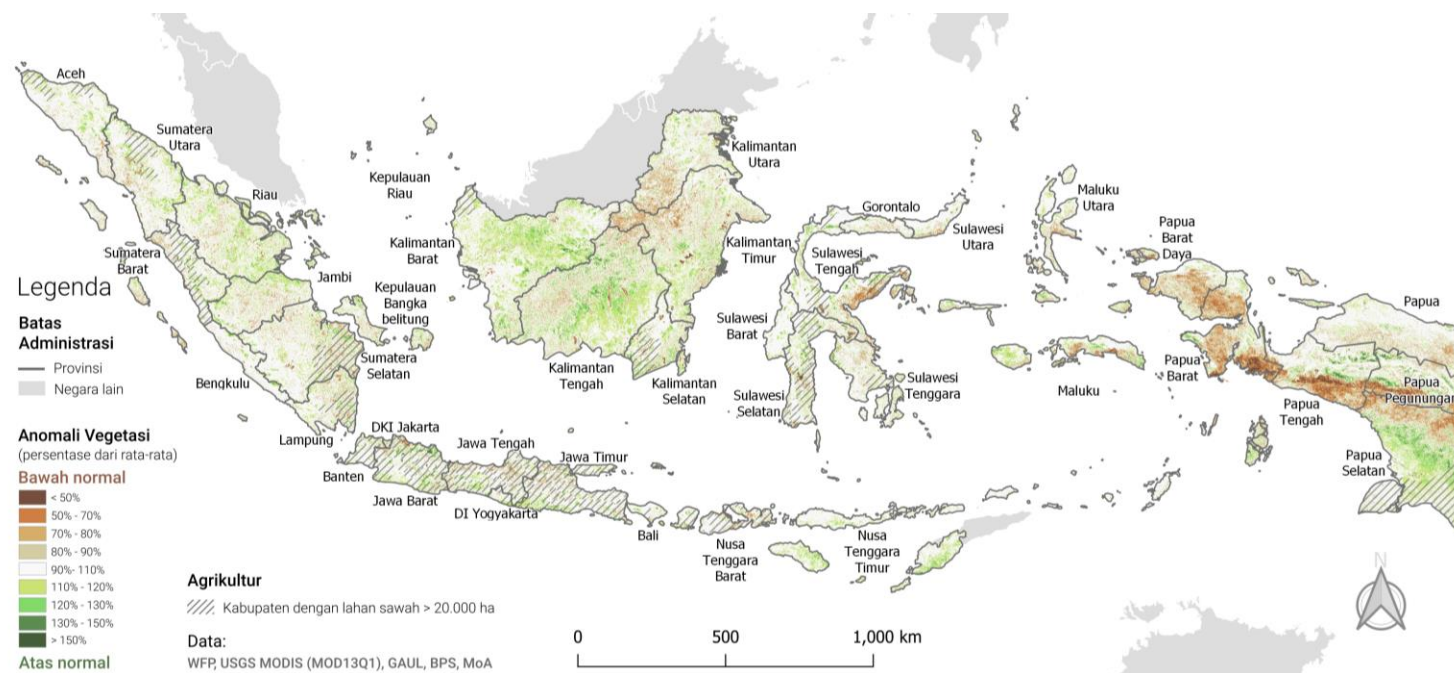 Aceh
Sumatera
Utara
Riau
Kepulauan
Riau
Sumatera
Barat
Jambi
Kepulauan
Bangka
belitung
Bengkulu
Sumatera
Selatan
Lampung
Kalimantan
Utara
Kalimantan
Barat
Kalimantan
Timur
Kalimantan
Tengah
Kalimantan
Selatan
Gorontalo
Sulawesi
Utara
Sulawesi
Tengah
Sulawesi
Barat
Sulawesi
Selatan
Sulawesi
Tenggara
Maluku
Utara
Maluku
Papua
Barat
Daya
Papua
Papua
Barat
Papua
Tengah
Papua
Pegunungan
Papua
Selatan
DKI Jakarta
Banten
Jawa Barat
Jawa Tengah
DI Yogyakarta
Jawa Timur
Bali
Nusa
Tenggara
Barat
Nusa
Tenggara
Timur
Legenda
Batas
Administrasi
Provinsi
Negara lain
Anomali Vegetasi
(persentase dari rata-rata)
Bawah normal
< 50%
50% - 70%
70% - 80%
80% - 90%
90%- 110%
110% - 120%
120% - 130%
130% - 150%
> 150%
Atas normal
Agrikultur
Kabupaten dengan lahan sawah > 20.000 ha
Data:
WFP, USGS MODIS (MOD13Q1), GAUL, BPS, MoA
0 500 1,000 km
N